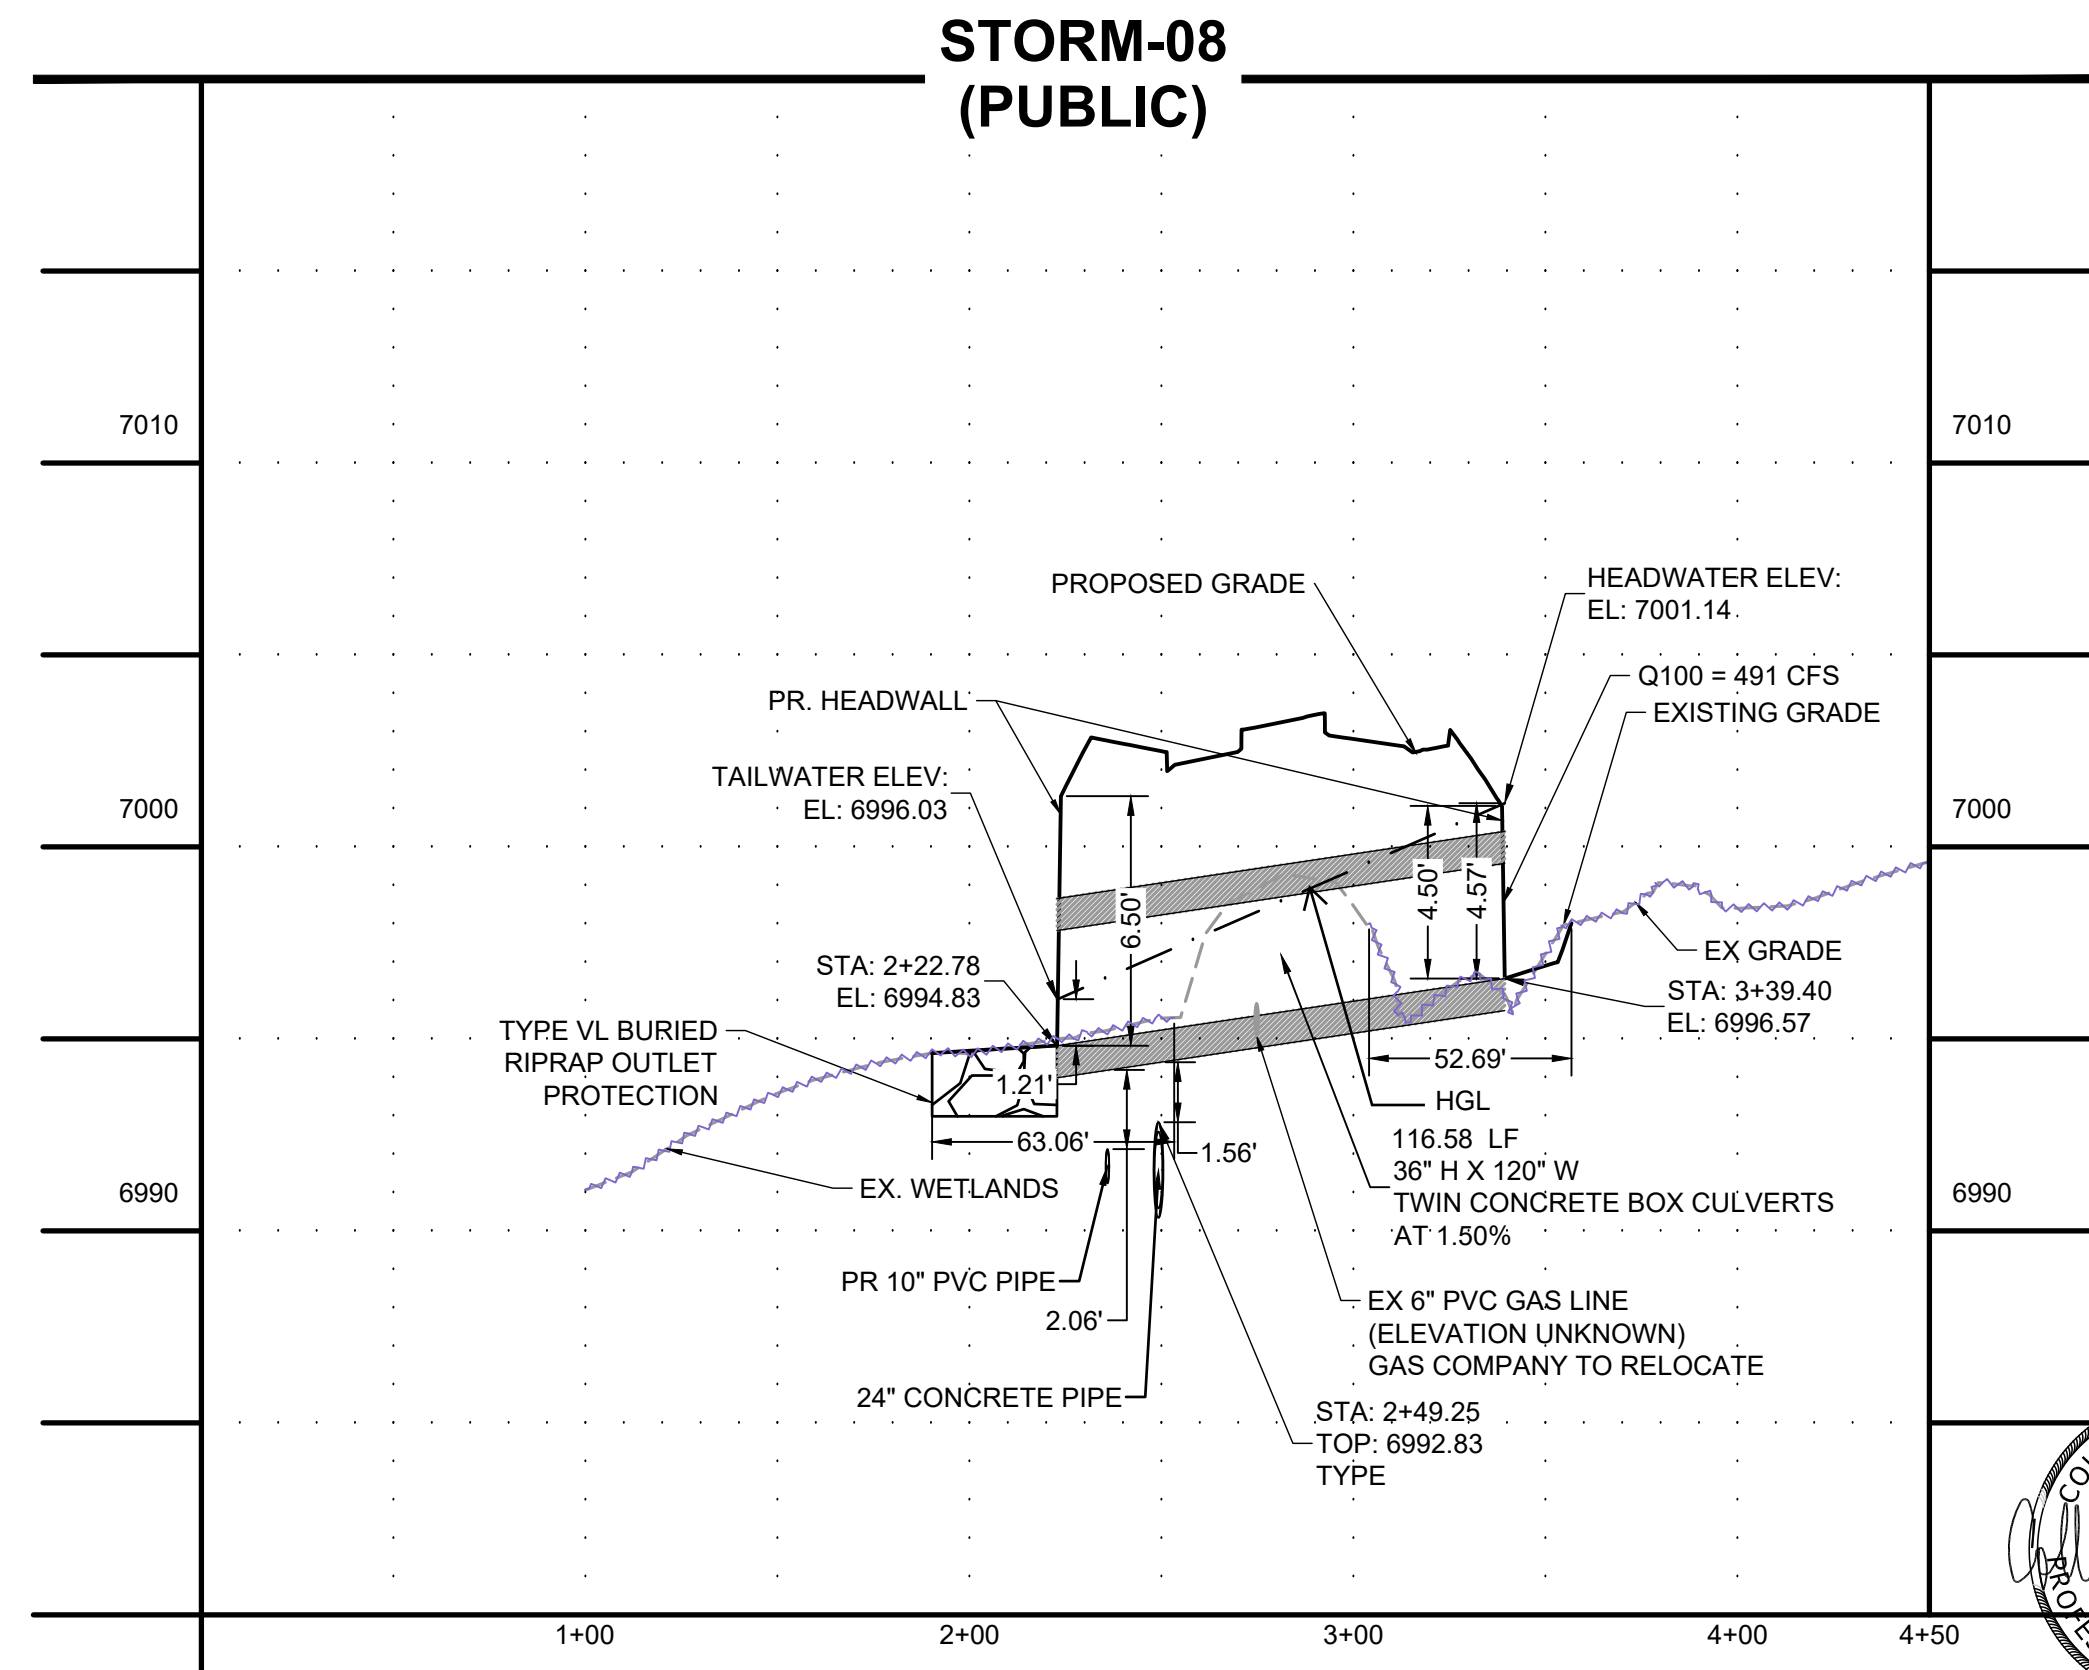 STORM-08
(PUBLIC)
7010
7010
PROPOSED GRADE
HEADWATER ELEV:
EL: 7001.14
Q100 = 491 CFS
PR. HEADWALL
EXISTING GRADE
TAILWATER ELEV:
EL: 6996.03
7000
7000
6.50'
4.50'
4.57'
EX GRADE
STA: 2+22.78
EL: 6994.83
STA: 3+39.40
EL: 6996.57
TYPE VL BURIED
RIPRAP OUTLET
PROTECTION
1.21'
52.69'
HGL
63.06'
1.56'
116.58 LF
36" H X 120" W
TWIN CONCRETE BOX CULVERTS
AT 1.50%
EX. WETLANDS
6990
6990
PR 10" PVC PIPE
2.06'
EX 6" PVC GAS LINE
(ELEVATION UNKNOWN)
GAS COMPANY TO RELOCATE
24" CONCRETE PIPE
STA: 2+49.25
TOP: 6992.83
TYPE
1+00
2+00
3+00
4+00
4+50